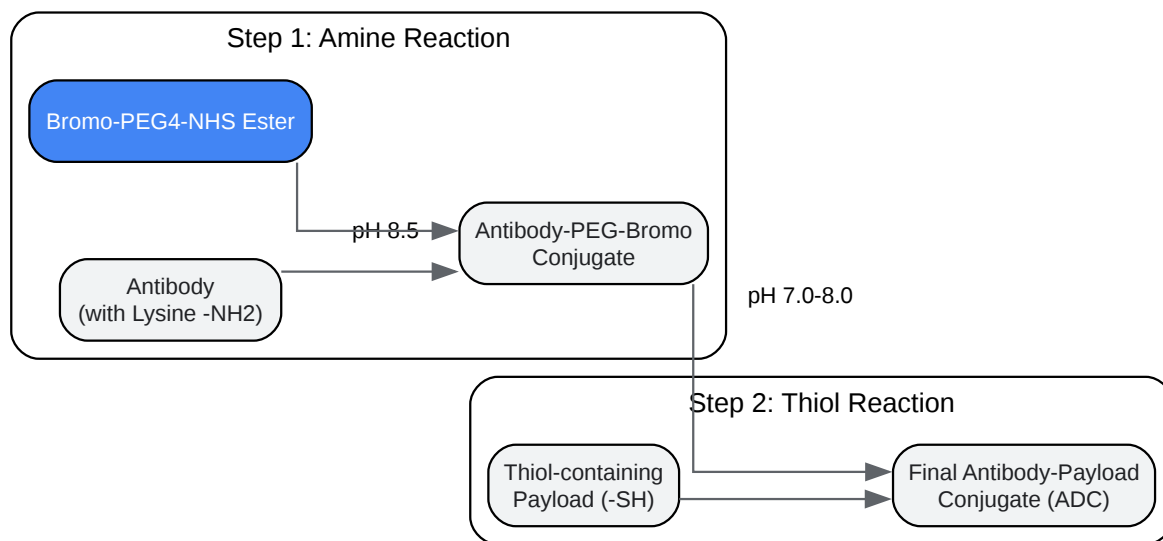 Step 1: Amine Reaction
Bromo-PEG4-NHS Ester
pH 8.5
Antibody-PEG-Bromo
Conjugate
Antibody
(with Lysine -NH2)
pH 7.0-8.0
Step 2: Thiol Reaction
Thiol-containing
Payload (-SH)
Final Antibody-Payload
Conjugate (ADC)